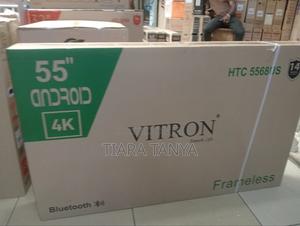 55"
ANDROID
4K
HTC 5568US
VITRON®
TIARA TANYA
Bluetooth
Frameless